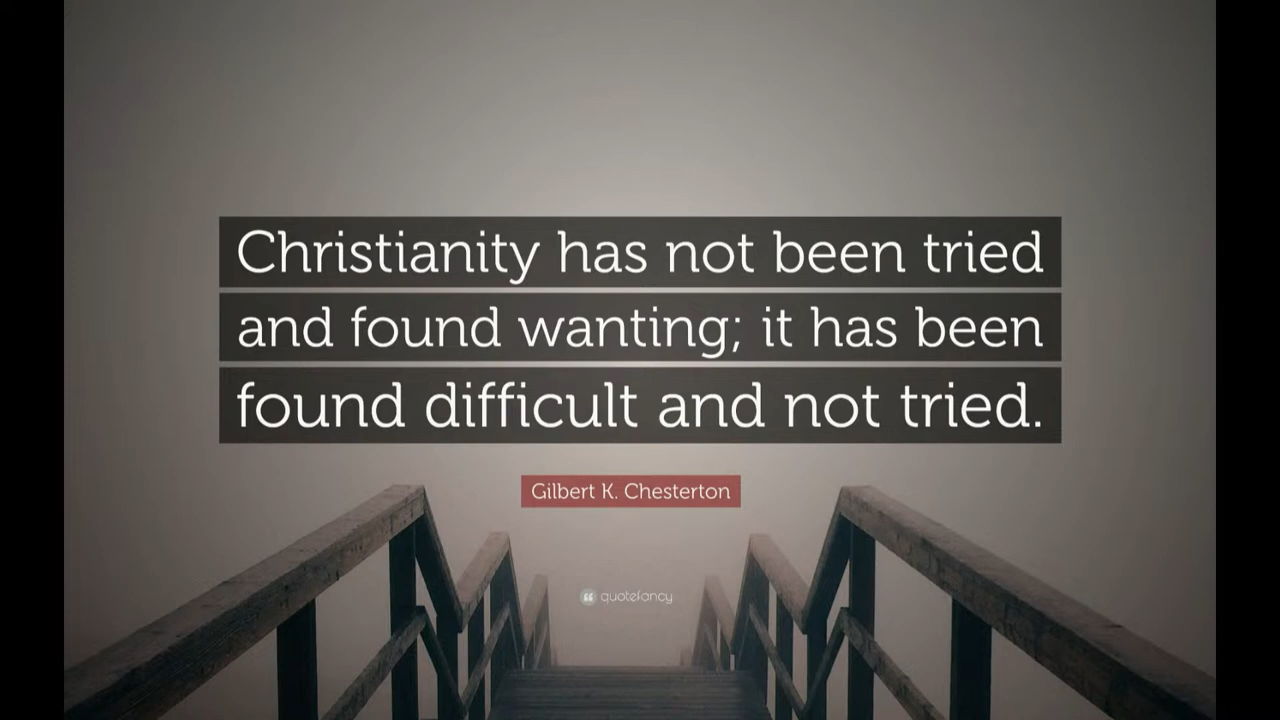 Christianity has not been tried
and found wanting; it has been
found difficult and not tried.
Gilbert K. Chesterton
quotefancy